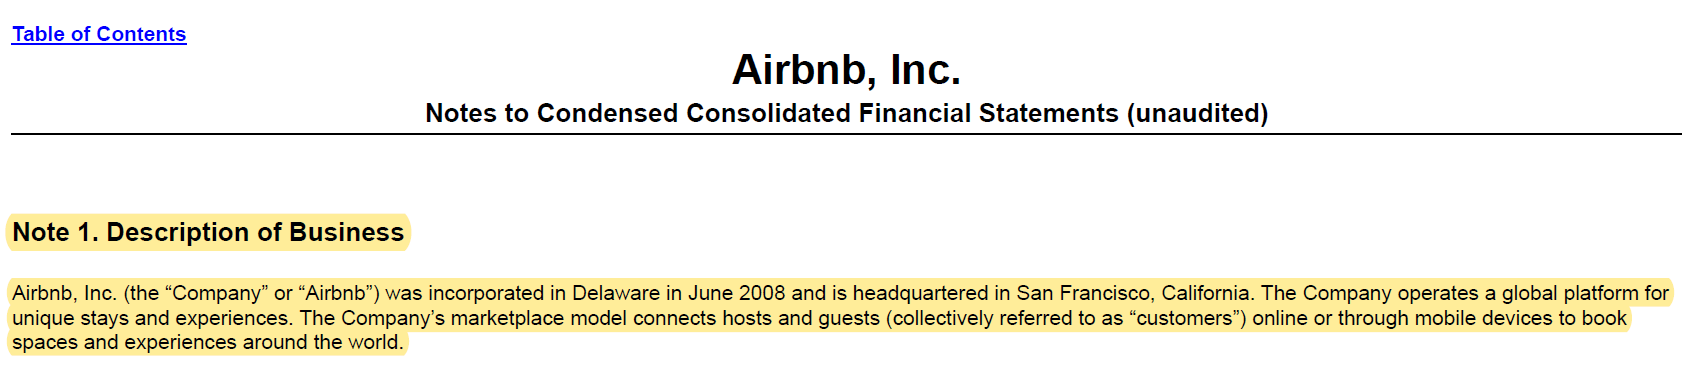 Table of Contents
Airbnb, Inc.
Notes to Condensed Consolidated Financial Statements (unaudited)
Note 1. Description of Business
Airbnb, Inc. (the “Company” or “Airbnb”) was incorporated in Delaware in June 2008 and is headquartered in San Francisco, California. The Company operates a global platform for
unique stays and experiences. The Company’s marketplace model connects hosts and guests (collectively referred to as “customers”) online or through mobile devices to book
spaces and experiences around the world.